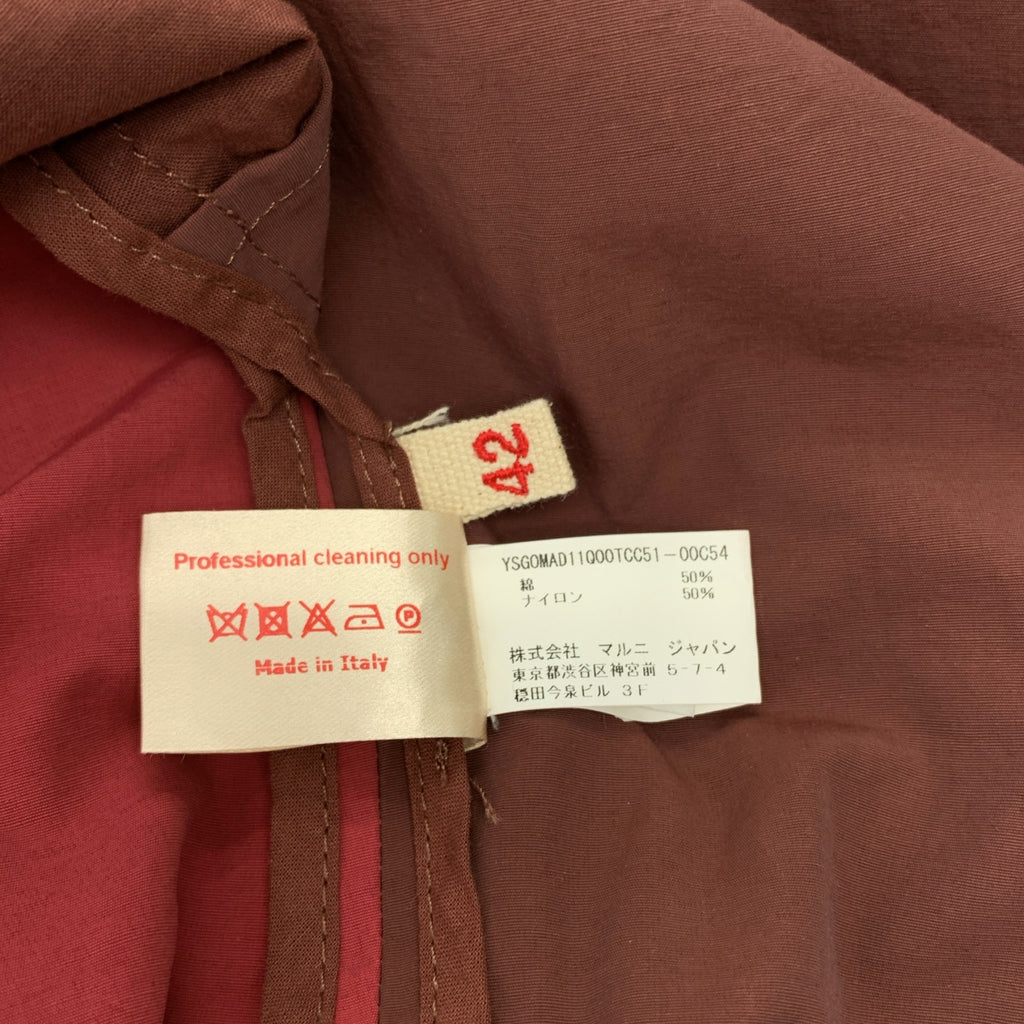 42
Professional cleaning only
P
Made in Italy
YSGOMAD11Q00TCC51-00C54
綿 50%
ナイロン 50%
株式会社 マルニ ジャパン
東京都渋谷区神宮前 5-7-4
穏田今泉ビル 3F